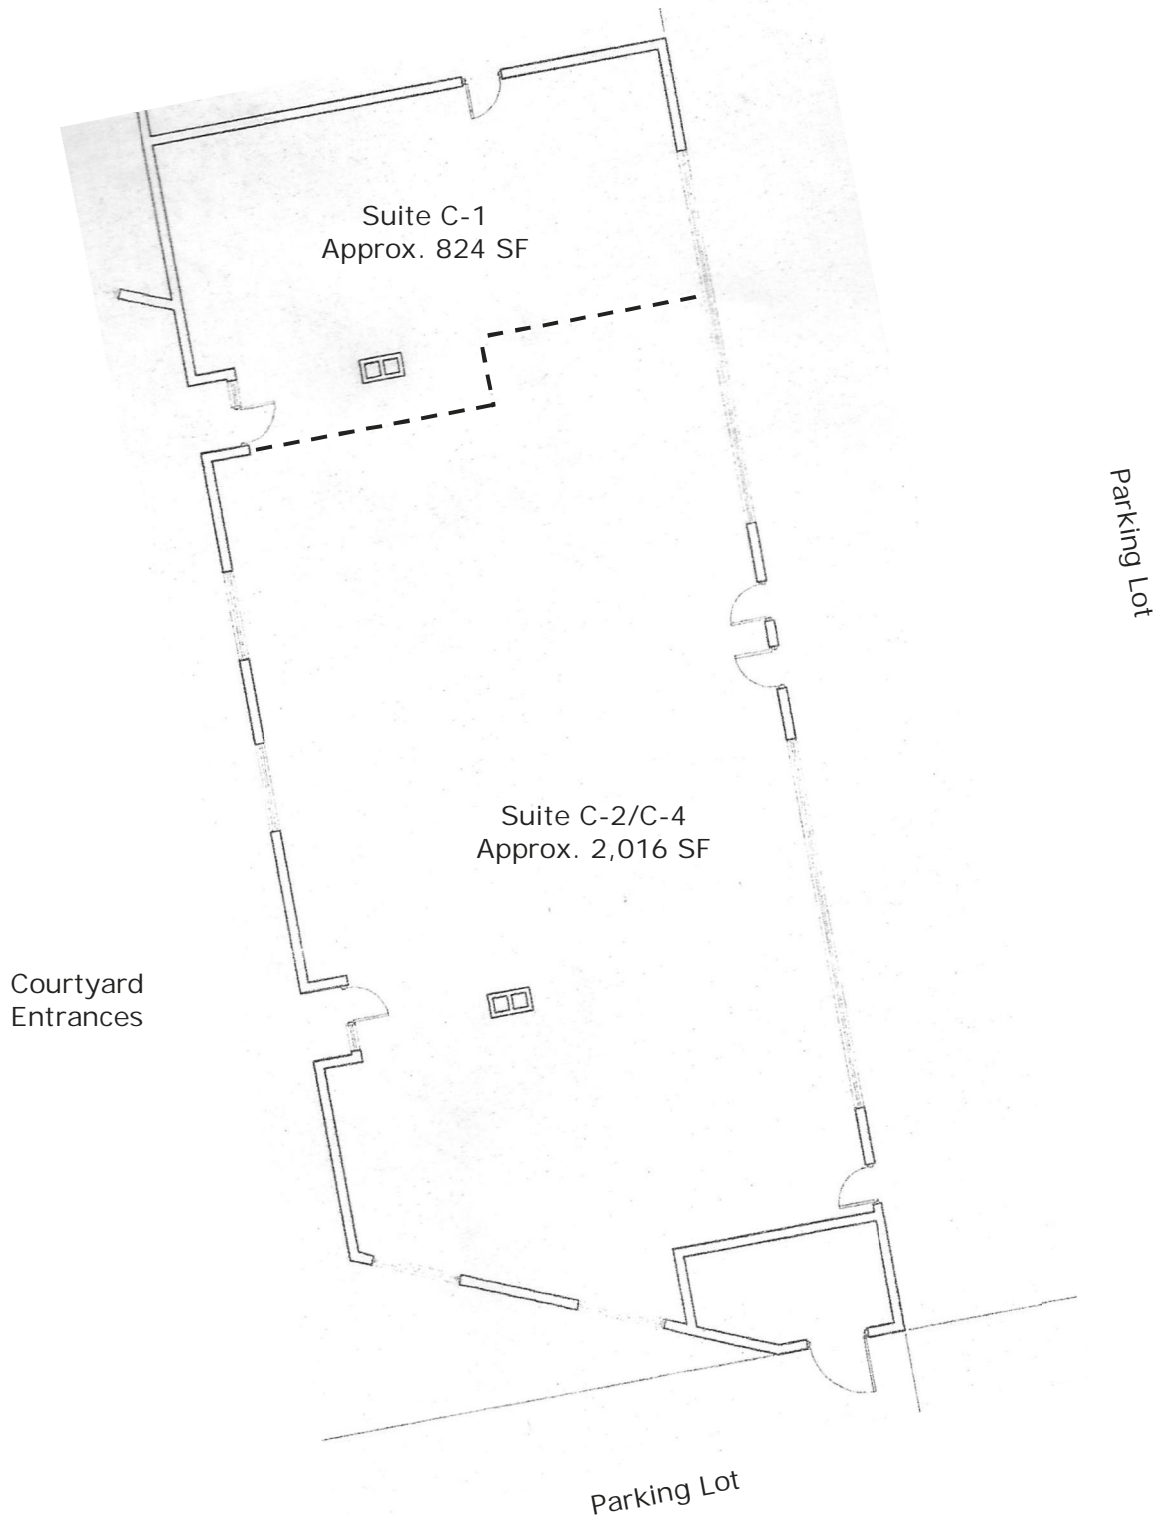 Suite C-1
Approx. 824 SF
Parking Lot
Suite C-2/C-4
Approx. 2,016 SF
Courtyard
Entrances
Parking Lot